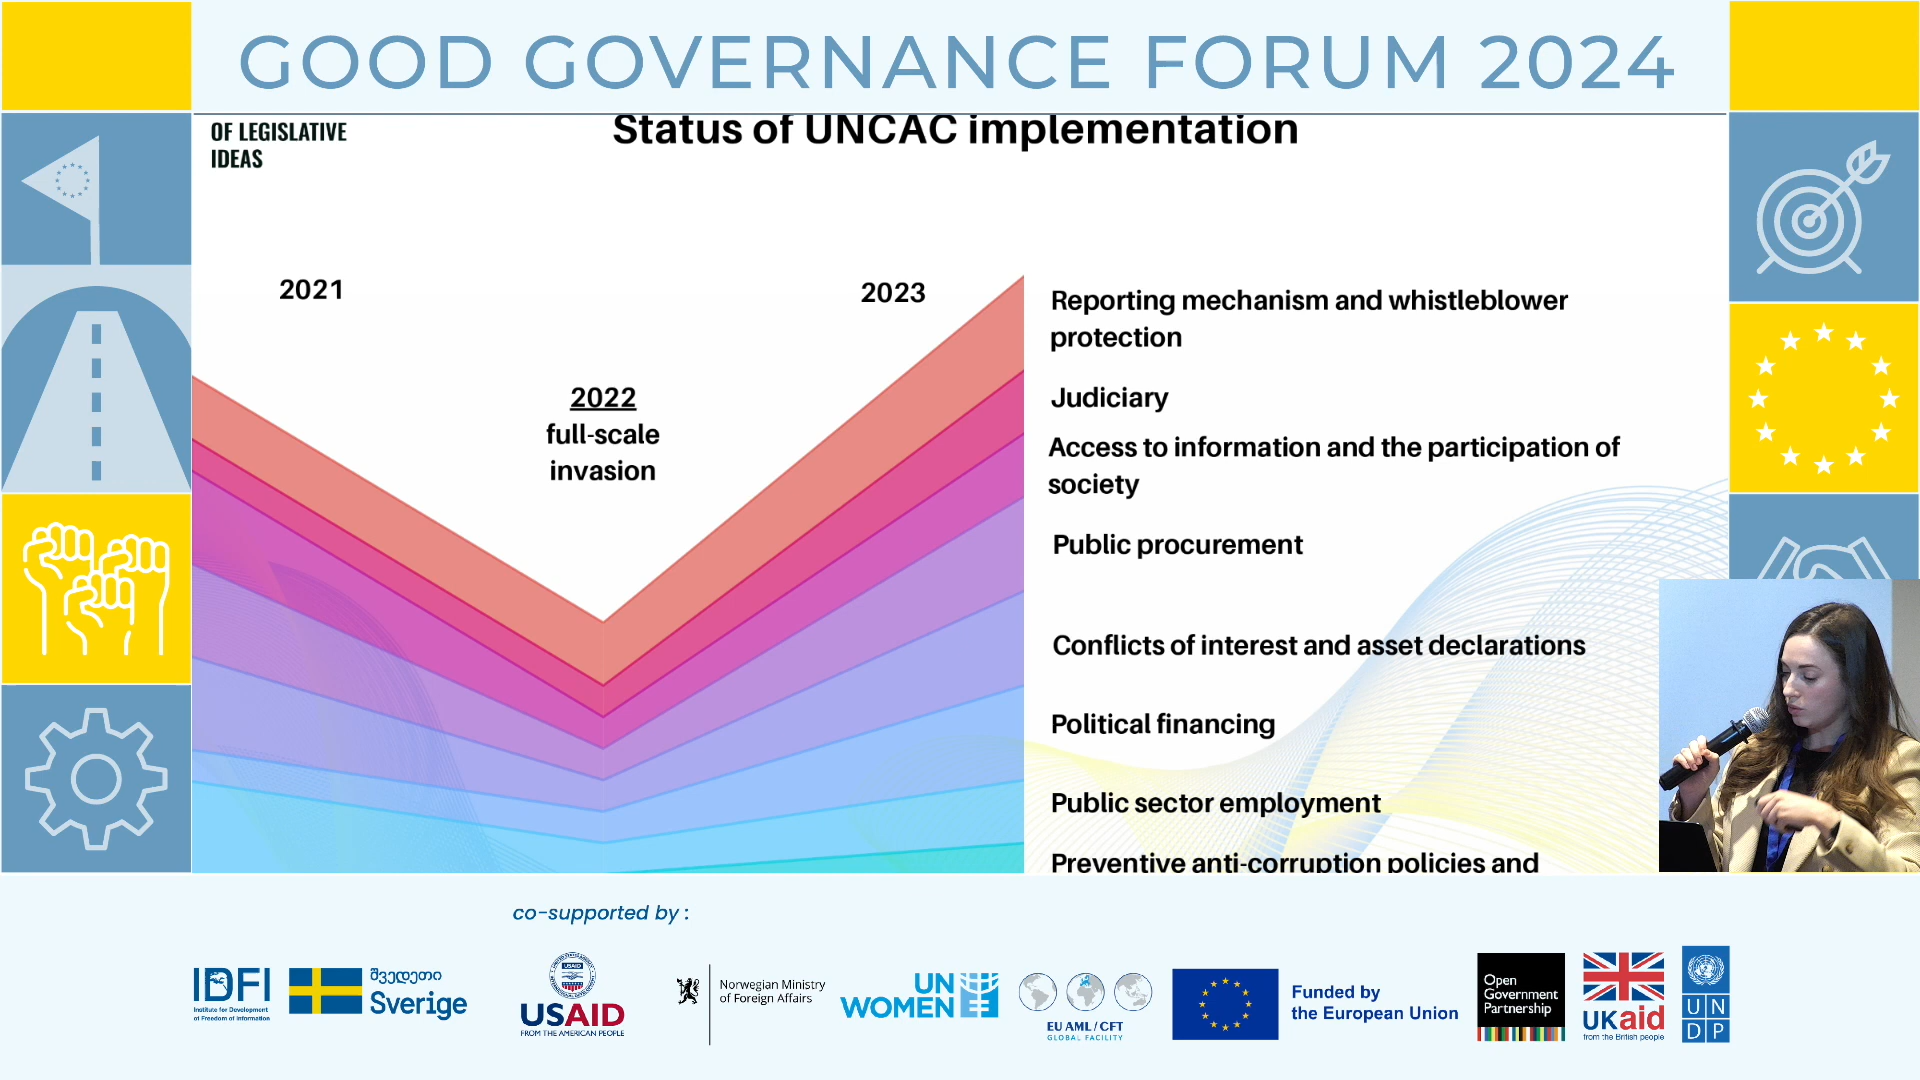 GOOD GOVERNANCE FORUM 2024
OF LEGISLATIVE
IDEAS
Status of UNCAC implementation
2021
2023
2022
full-scale
invasion
Reporting mechanism and whistleblower
protection
Judiciary
Access to information and the participation of
society
Public procurement
Conflicts of interest and asset declarations
Political financing
Public sector employment
Preventive anti-corruption policies and
co-supported by :
IDFI
Institute for Development
of Freedom of Information
შვედეთი
Sverige
USAID
USAID
FROM THE AMERICAN PEOPLE
Norwegian Ministry
of Foreign Affairs
UN
WOMEN
EU AML / CFT
GLOBAL FACILITY
Funded by
the European Union
Open
Government
Partnership
UKaid
from the British people
U N
D P